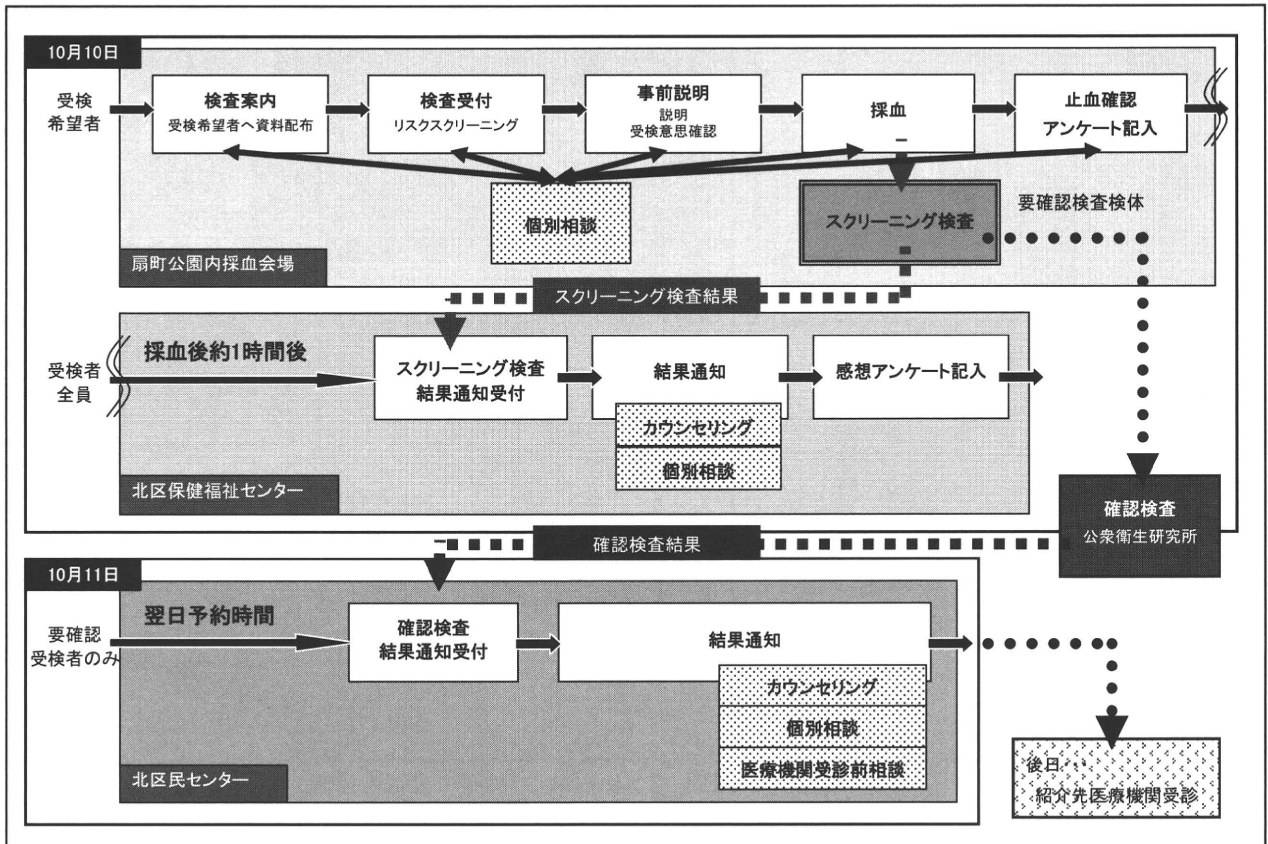 10月10日
受検
希望者
検査案内
受検希望者へ資料配布
検査受付
リスクスクリーニング
事前説明
説明
受検意思確認
採血
止血確認
アンケート記入
個別相談
スクリーニング検査
要確認検査検体
扇町公園内採血会場
スクリーニング検査結果
受検者
全員
採血後約1時間後
スクリーニング検査
結果通知受付
結果通知
カウンセリング
個別相談
感想アンケート記入
北区保健福祉センター
確認検査
公衆衛生研究所
確認検査結果
10月11日
要確認
受検者のみ
翌日予約時間
確認検査
結果通知受付
結果通知
カウンセリング
個別相談
医療機関受診前相談
北区民センター
後日・・・
紹介先医療機関受診